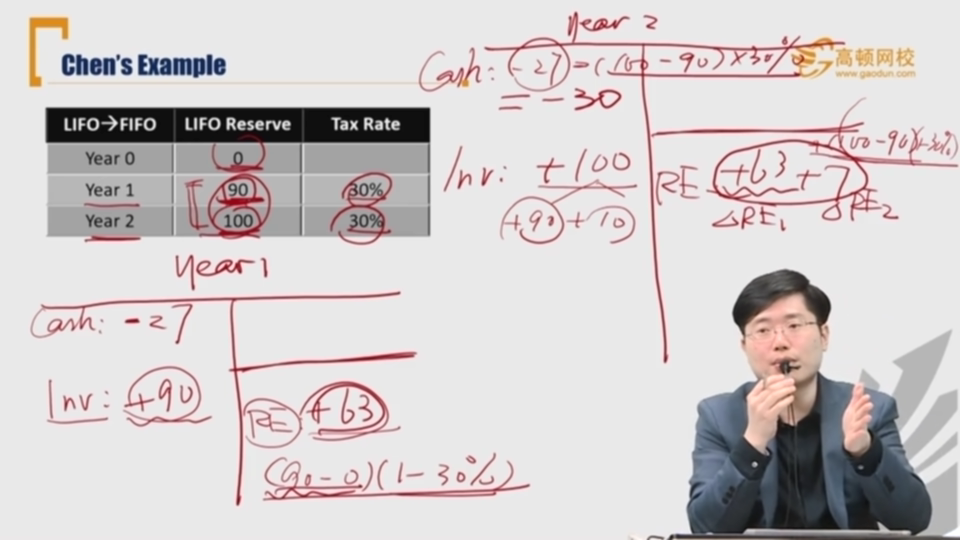 Chen's Example
高顿网校
www.gaodun.com
LIFO→FIFO LIFO Reserve Tax Rate
Year 0 0
Year 1 90 30%
Year 2 100 30%
Year 2
Cash: -27 - (100 - 90) × 30%
= -30
Inv: +100
+90 +10
+(100-90)(1-30%)
RE +63 +7
△RE1 △RE2
Year 1
Cash: -27
Inv: +90
RE +63
(90-0)(1-30%)